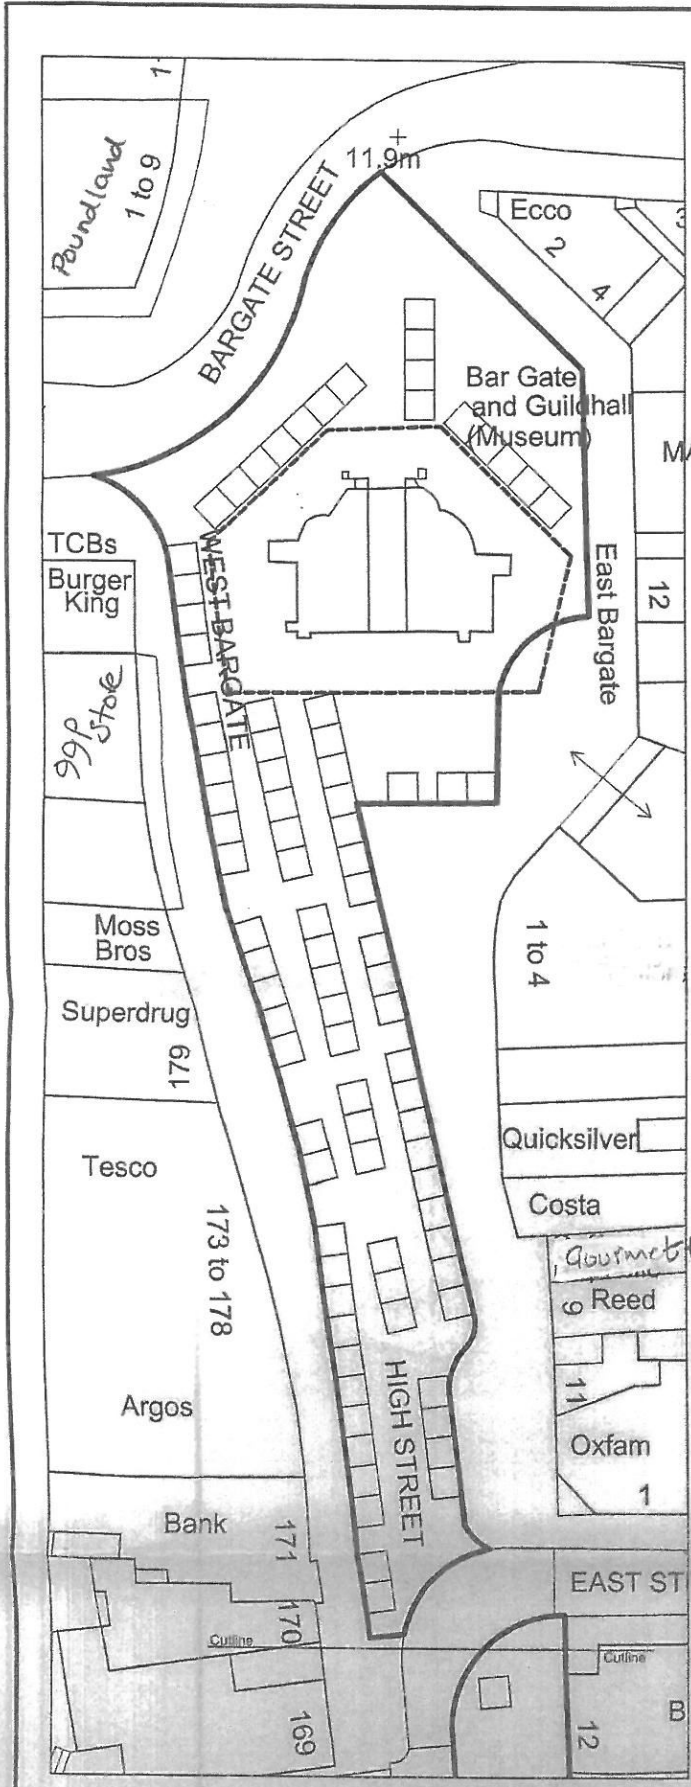 Poundland
1 to 9
BARGATE STREET
11.9m
Ecco
2
4
Bar Gate
and Guildhall
(Museum)
TCBs
Burger
King
WEST BARGATE
East Bargate
12
99p
Store
Moss
Bros
1 to 4
Superdrug
179
Quicksilver
Tesco
Costa
173 to 178
9
Reed
HIGH STREET
11
Argos
Oxfam
1
Bank
171
EAST ST
170
Cutline
Cutline
169
12
B